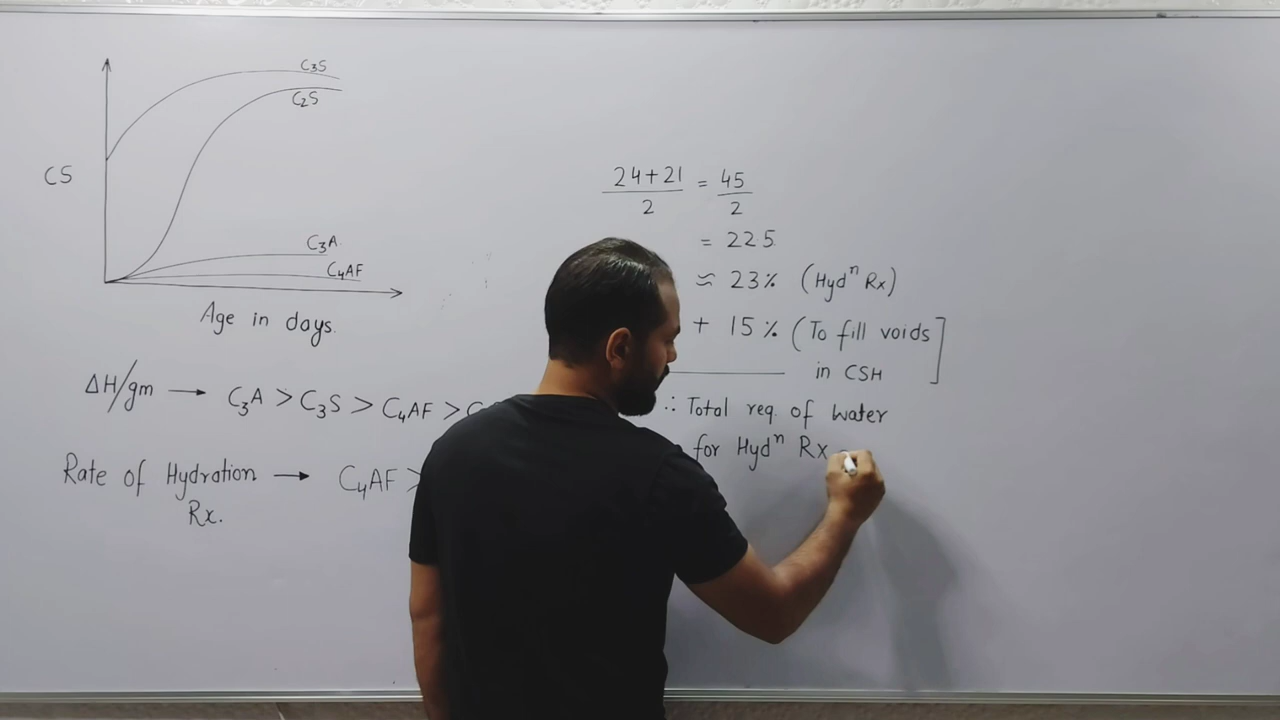 C3S
C2S
CS
C3A
C4AF
Age in days.
ΔH/gm → C3A > C3S > C4AF >
Rate of Hydration → C4AF >
Rx.
24+21/2 = 45/2
= 22.5
≈ 23% (Hydⁿ Rx)
+ 15% (To fill voids]
in CSH
∴ Total req. of water
for Hydⁿ Rx